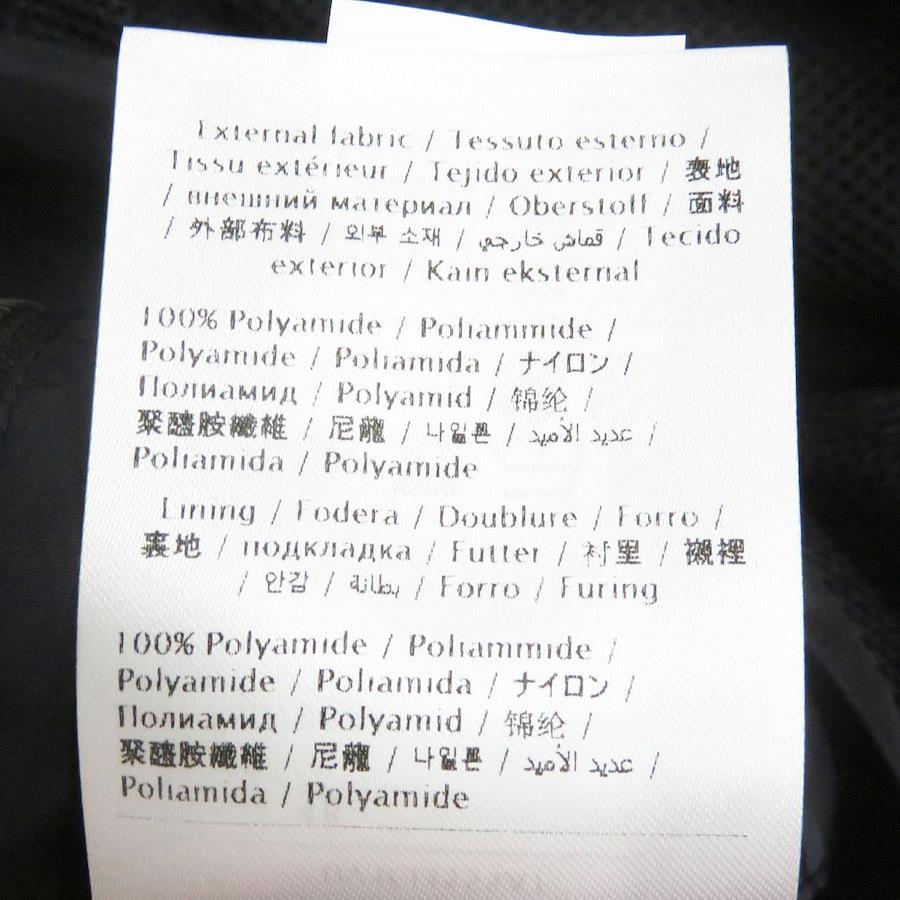 External fabric / Tessuto esterno /
Tissu extérieur / Tejido exterior / 表地
/ внешний материал / Oberstoff / 面料
/ 外部布料 / 외부 소재 / قماش خارجي / Tecido
exterior / Kain eksternal
100% Polyamide / Poliammide /
Polyamide / Poliamida / ナイロン /
Полиамид / Polyamid / 锦纶 /
聚醯胺纖維 / 尼龍 / 나일론 / عديد الأميد /
Poliamida / Polyamide
Lining / Fodera / Doublure / Forro /
裏地 / подкладка / Futter / 衬里 / 襯裡
/ 안감 / بطانة / Forro / Furing
100% Polyamide / Poliammide /
Polyamide / Poliamida / ナイロン /
Полиамид / Polyamid / 锦纶 /
聚醯胺纖維 / 尼龍 / 나일론 / عديد الأميد /
Poliamida / Polyamide